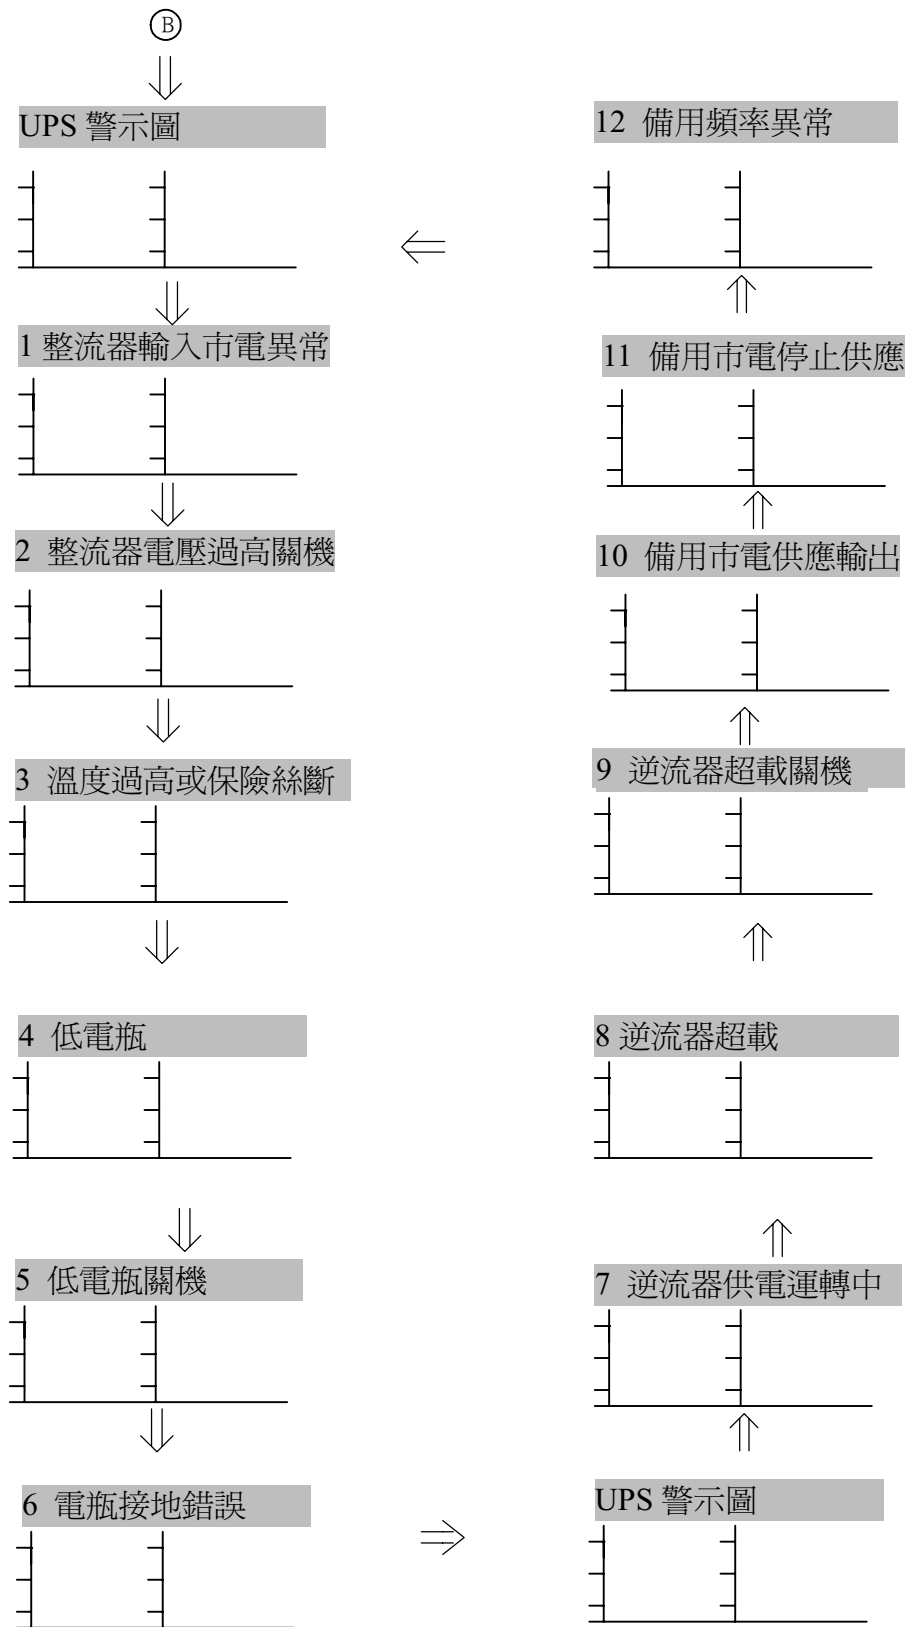 B
UPS 警示圖
1 整流器輸入市電異常
2 整流器電壓過高關機
3 溫度過高或保險絲斷
4 低電瓶
5 低電瓶關機
6 電瓶接地錯誤
UPS 警示圖
7 逆流器供電運轉中
8 逆流器超載
9 逆流器超載關機
10 備用市電供應輸出
11 備用市電停止供應
12 備用頻率異常